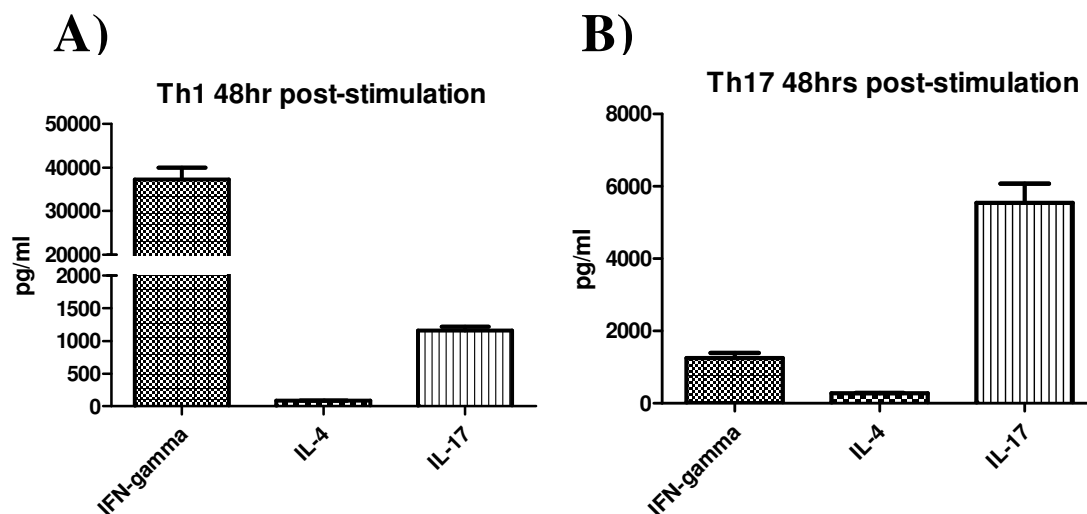 A)
Th1 48hr post-stimulation
50000
40000
30000
20000
2000
1500
1000
500
0
pg/ml
IFN-gamma
IL-4
IL-17
B)
Th17 48hrs post-stimulation
8000
6000
4000
2000
0
pg/ml
IFN-gamma
IL-4
IL-17